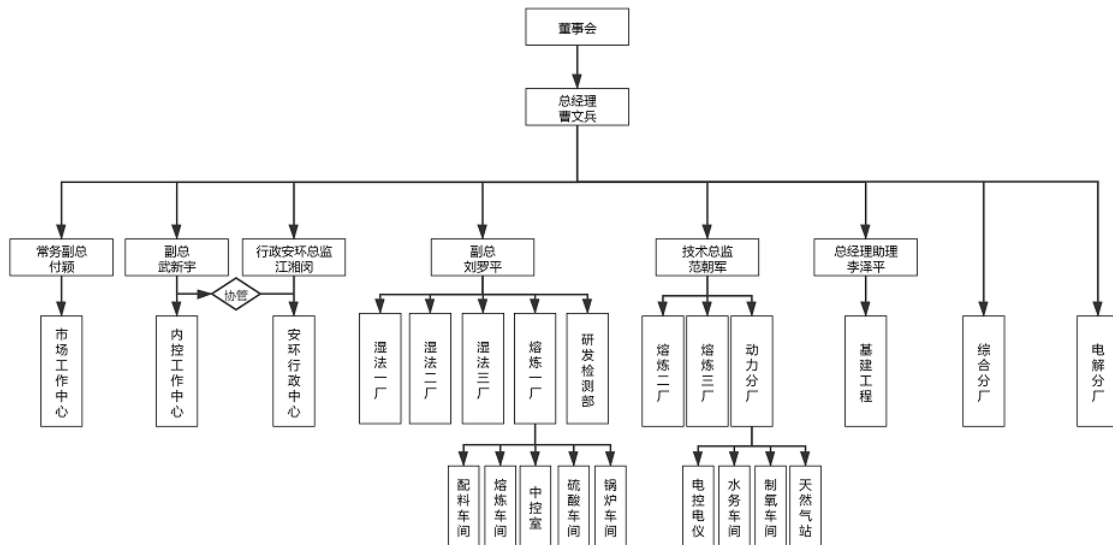 董事会
总经理
曹文兵
常务副总
付颖
副总
武新宇
行政安环总监
江湘闵
副总
刘罗平
技术总监
范朝军
总经理助理
李泽平
协管
市场工作中心
内控工作中心
安环行政中心
湿法一厂
湿法二厂
湿法三厂
熔炼一厂
研发检测部
熔炼二厂
熔炼三厂
动力分厂
基建工程
综合分厂
电解分厂
配料车间
熔炼车间
中控室
硫酸车间
锅炉车间
电控电仪
水务车间
制氧车间
天然气站